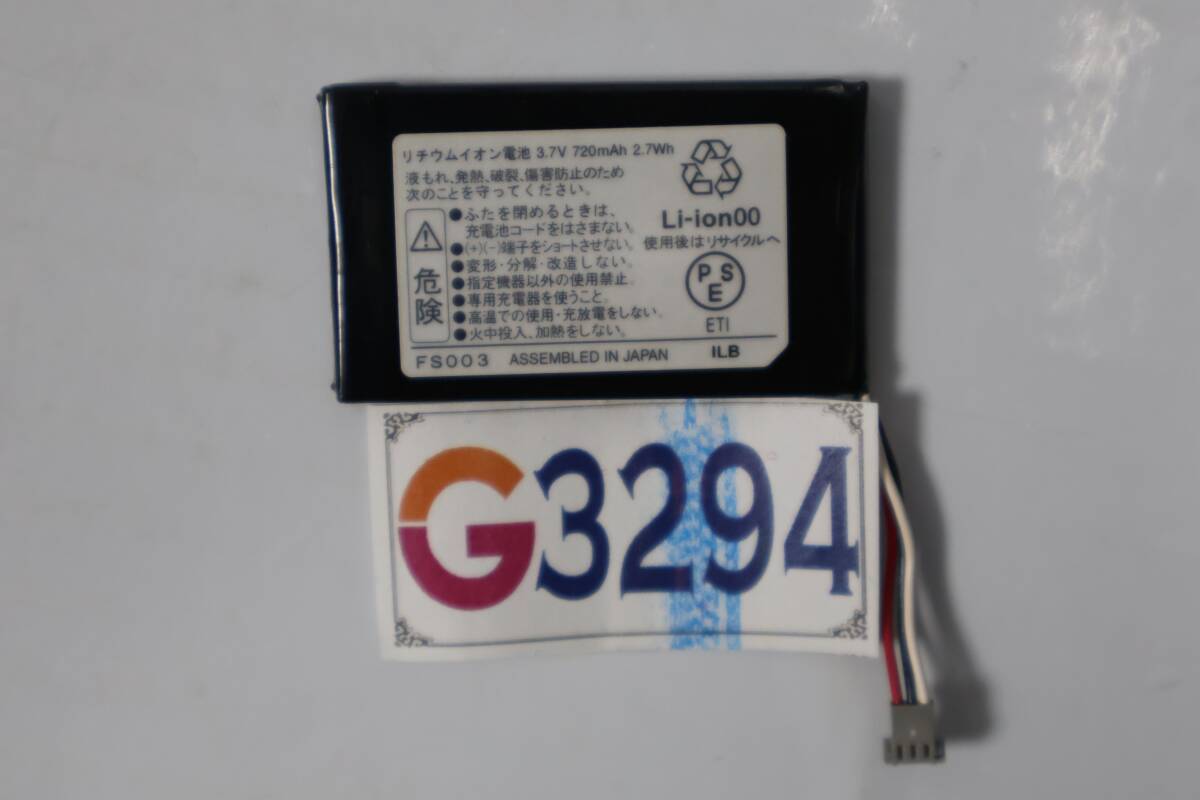 リチウムイオン電池 3.7V 720mAh 2.7Wh
液もれ、発熱、破裂、傷害防止のため
次のことを守ってください。
危険
●ふたを閉めるときは、
充電池コードをはさまない。
●(+)(-)端子をショートさせない。
●変形・分解・改造しない。
●指定機器以外の使用禁止。
●専用充電器を使うこと。
●高温での使用・充放電をしない。
●火中投入、加熱をしない。
Li-ion00
使用後はリサイクルへ
PSE
ETI
FS003 ASSEMBLED IN JAPAN ILB
G3294